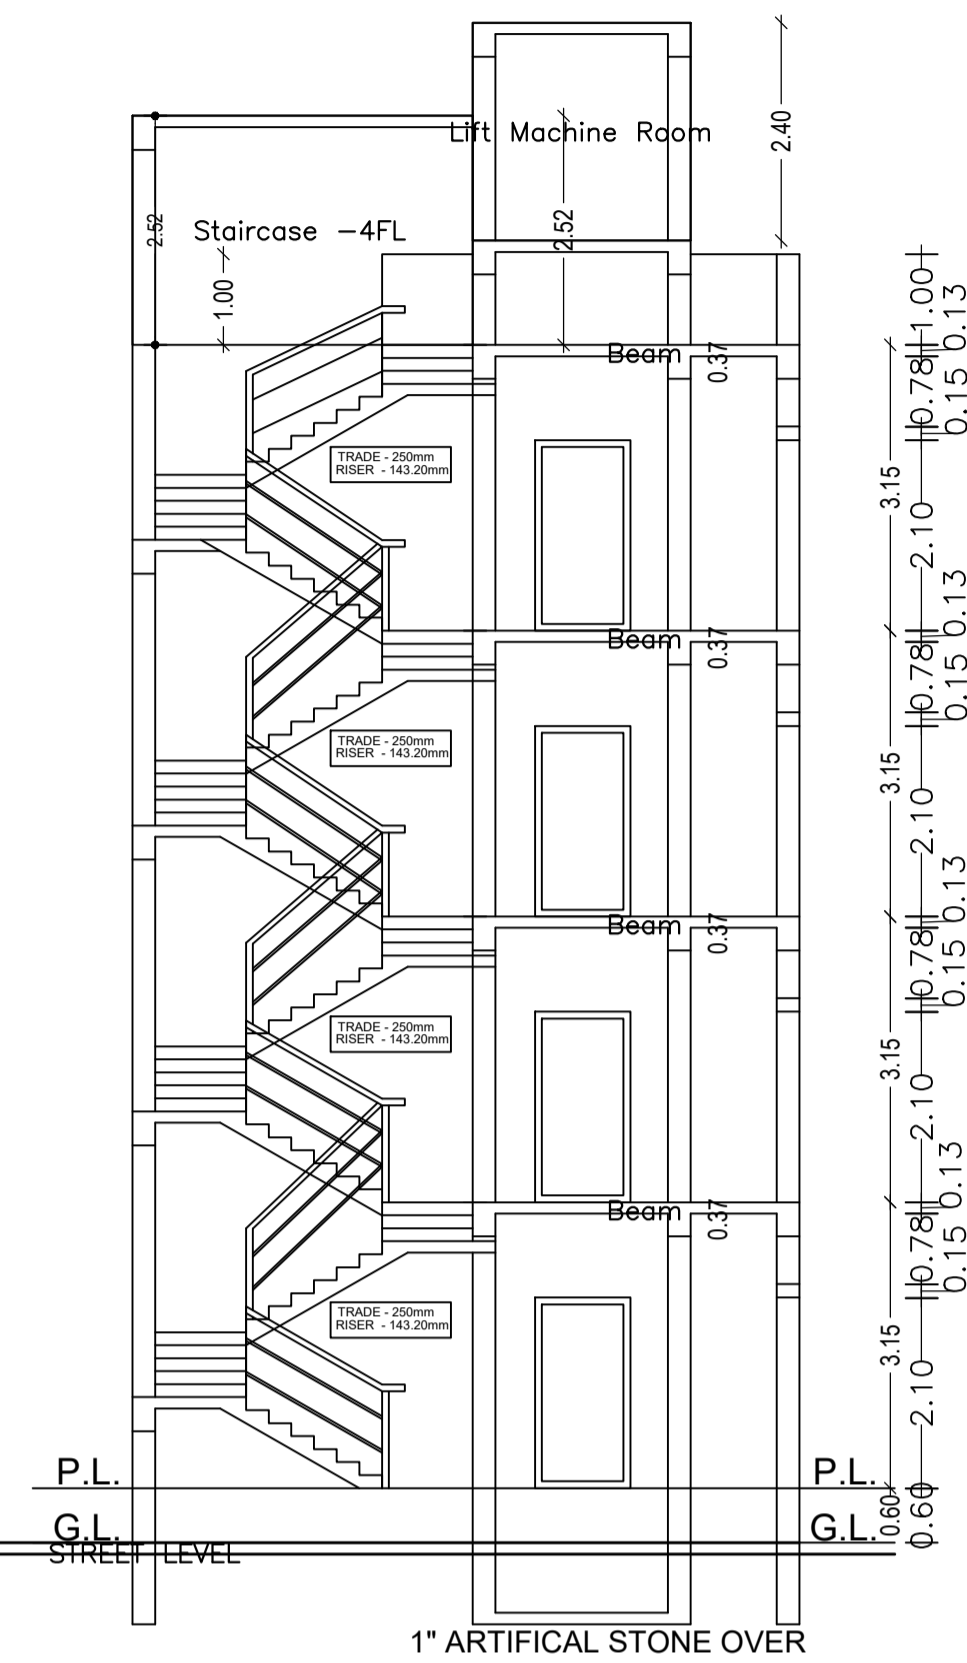 2.40
Lift Machine Room
2.52
Staircase -4FL
2.52
1.00
1.00
0.13
Beam
0.37
0.78
0.15
TRADE - 250mm
RISER - 143.20mm
3.15
2.10
0.13
Beam
0.37
0.78
0.15
TRADE - 250mm
RISER - 143.20mm
3.15
2.10
0.13
Beam
0.37
0.78
0.15
TRADE - 250mm
RISER - 143.20mm
3.15
2.10
0.13
Beam
0.37
0.78
0.15
TRADE - 250mm
RISER - 143.20mm
3.15
2.10
P.L.
P.L.
0.60
0.60
G.L.
G.L.
STREET LEVEL
1" ARTIFICAL STONE OVER